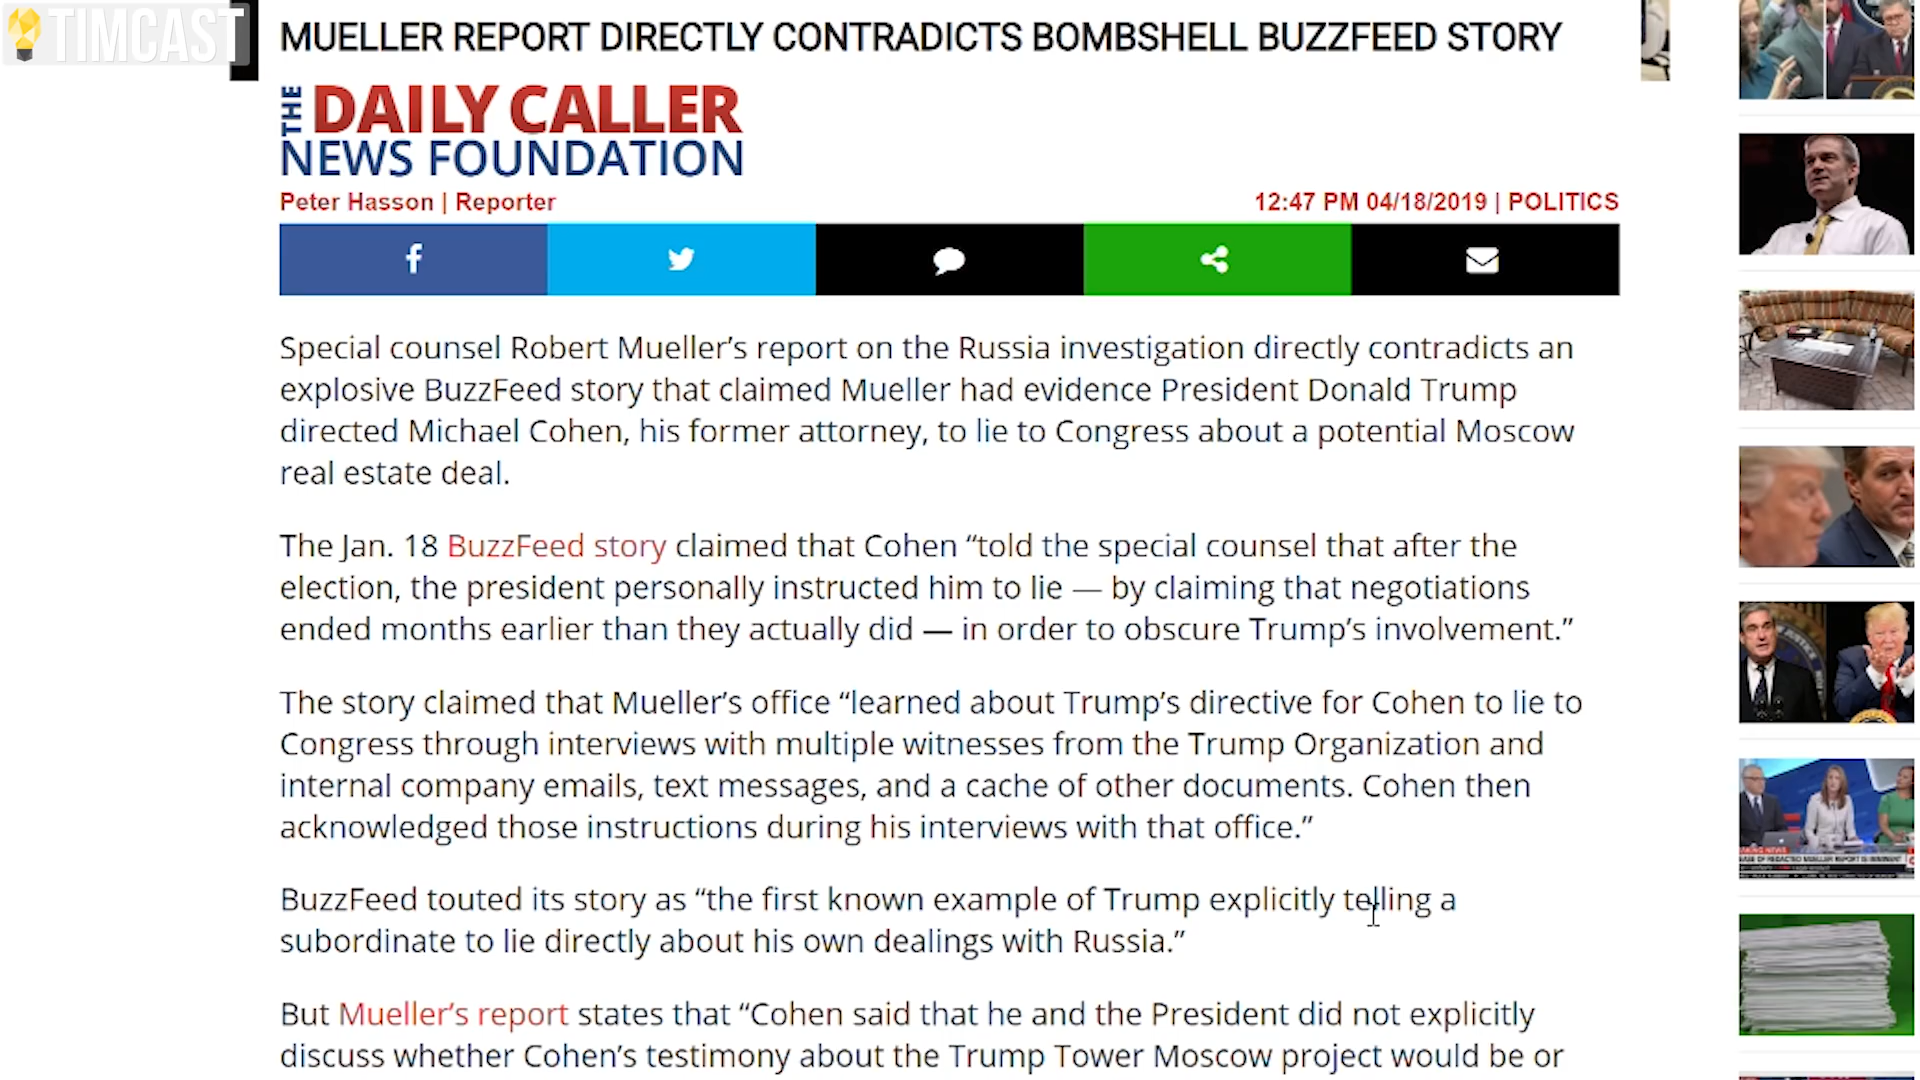 TIMCAST
MUELLER REPORT DIRECTLY CONTRADICTS BOMBSHELL BUZZFEED STORY
THE DAILY CALLER
NEWS FOUNDATION
Peter Hasson | Reporter
12:47 PM 04/18/2019 | POLITICS
Special counsel Robert Mueller’s report on the Russia investigation directly contradicts an
explosive BuzzFeed story that claimed Mueller had evidence President Donald Trump
directed Michael Cohen, his former attorney, to lie to Congress about a potential Moscow
real estate deal.
The Jan. 18 BuzzFeed story claimed that Cohen “told the special counsel that after the
election, the president personally instructed him to lie — by claiming that negotiations
ended months earlier than they actually did — in order to obscure Trump’s involvement.”
The story claimed that Mueller’s office “learned about Trump’s directive for Cohen to lie to
Congress through interviews with multiple witnesses from the Trump Organization and
internal company emails, text messages, and a cache of other documents. Cohen then
acknowledged those instructions during his interviews with that office.”
BuzzFeed touted its story as “the first known example of Trump explicitly telling a
subordinate to lie directly about his own dealings with Russia.”
But Mueller’s report states that “Cohen said that he and the President did not explicitly
discuss whether Cohen’s testimony about the Trump Tower Moscow project would be or